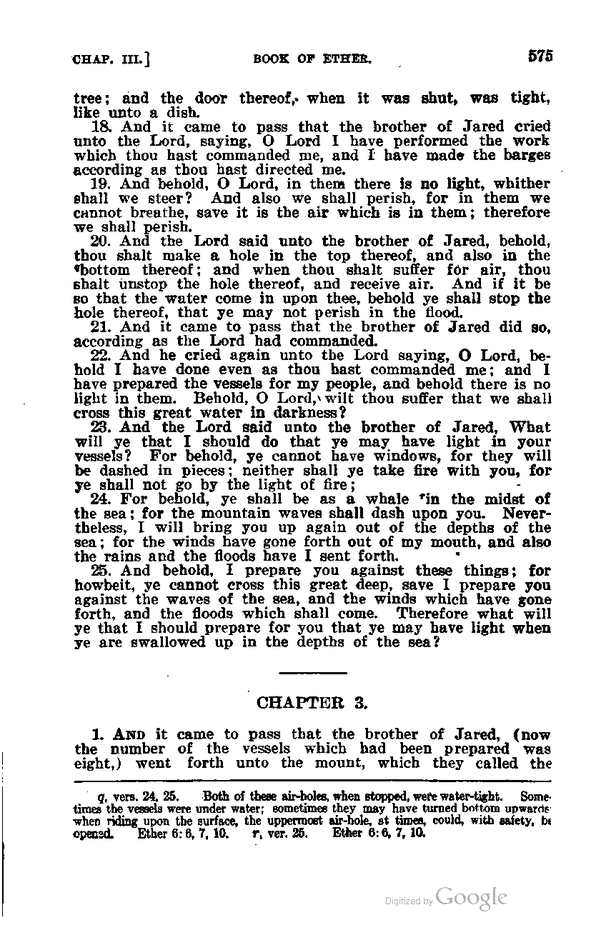 CHAP. III.] BOOK OF ETHER. 575
tree; and the door thereof, when it was shut, was tight,
like unto a dish.
18. And it came to pass that the brother of Jared cried
unto the Lord, saying, O Lord I have performed the work
which thou hast commanded me, and I have made the barges
according as thou hast directed me.
19. And behold, O Lord, in them there is no light, whither
shall we steer? And also we shall perish, for in them we
cannot breathe, save it is the air which is in them; therefore
we shall perish.
20. And the Lord said unto the brother of Jared, behold,
thou shalt make a hole in the top thereof, and also in the
qbottom thereof; and when thou shalt suffer for air, thou
shalt unstop the hole thereof, and receive air. And if it be
so that the water come in upon thee, behold ye shall stop the
hole thereof, that ye may not perish in the flood.
21. And it came to pass that the brother of Jared did so,
according as the Lord had commanded.
22. And he cried again unto the Lord saying, O Lord, be-
hold I have done even as thou hast commanded me; and I
have prepared the vessels for my people, and behold there is no
light in them. Behold, O Lord, wilt thou suffer that we shall
cross this great water in darkness?
23. And the Lord said unto the brother of Jared, What
will ye that I should do that ye may have light in your
vessels? For behold, ye cannot have windows, for they will
be dashed in pieces; neither shall ye take fire with you, for
ye shall not go by the light of fire;
24. For behold, ye shall be as a whale rin the midst of
the sea; for the mountain waves shall dash upon you. Never-
theless, I will bring you up again out of the depths of the
sea; for the winds have gone forth out of my mouth, and also
the rains and the floods have I sent forth.
25. And behold, I prepare you against these things; for
howbeit, ye cannot cross this great deep, save I prepare you
against the waves of the sea, and the winds which have gone
forth, and the floods which shall come. Therefore what will
ye that I should prepare for you that ye may have light when
ye are swallowed up in the depths of the sea?
CHAPTER 3.
1. AND it came to pass that the brother of Jared, (now
the number of the vessels which had been prepared was
eight,) went forth unto the mount, which they called the
q, vers. 24, 25. Both of these air-holes, when stopped, were water-tight. Some-
times the vessels were under water; sometimes they may have turned bottom upwards
when riding upon the surface, the uppermost air-hole, at times, could, with safety, be
opened. Ether 6: 6, 7, 10. r, ver. 25. Ether 6: 6, 7, 10.
Digitized by Google